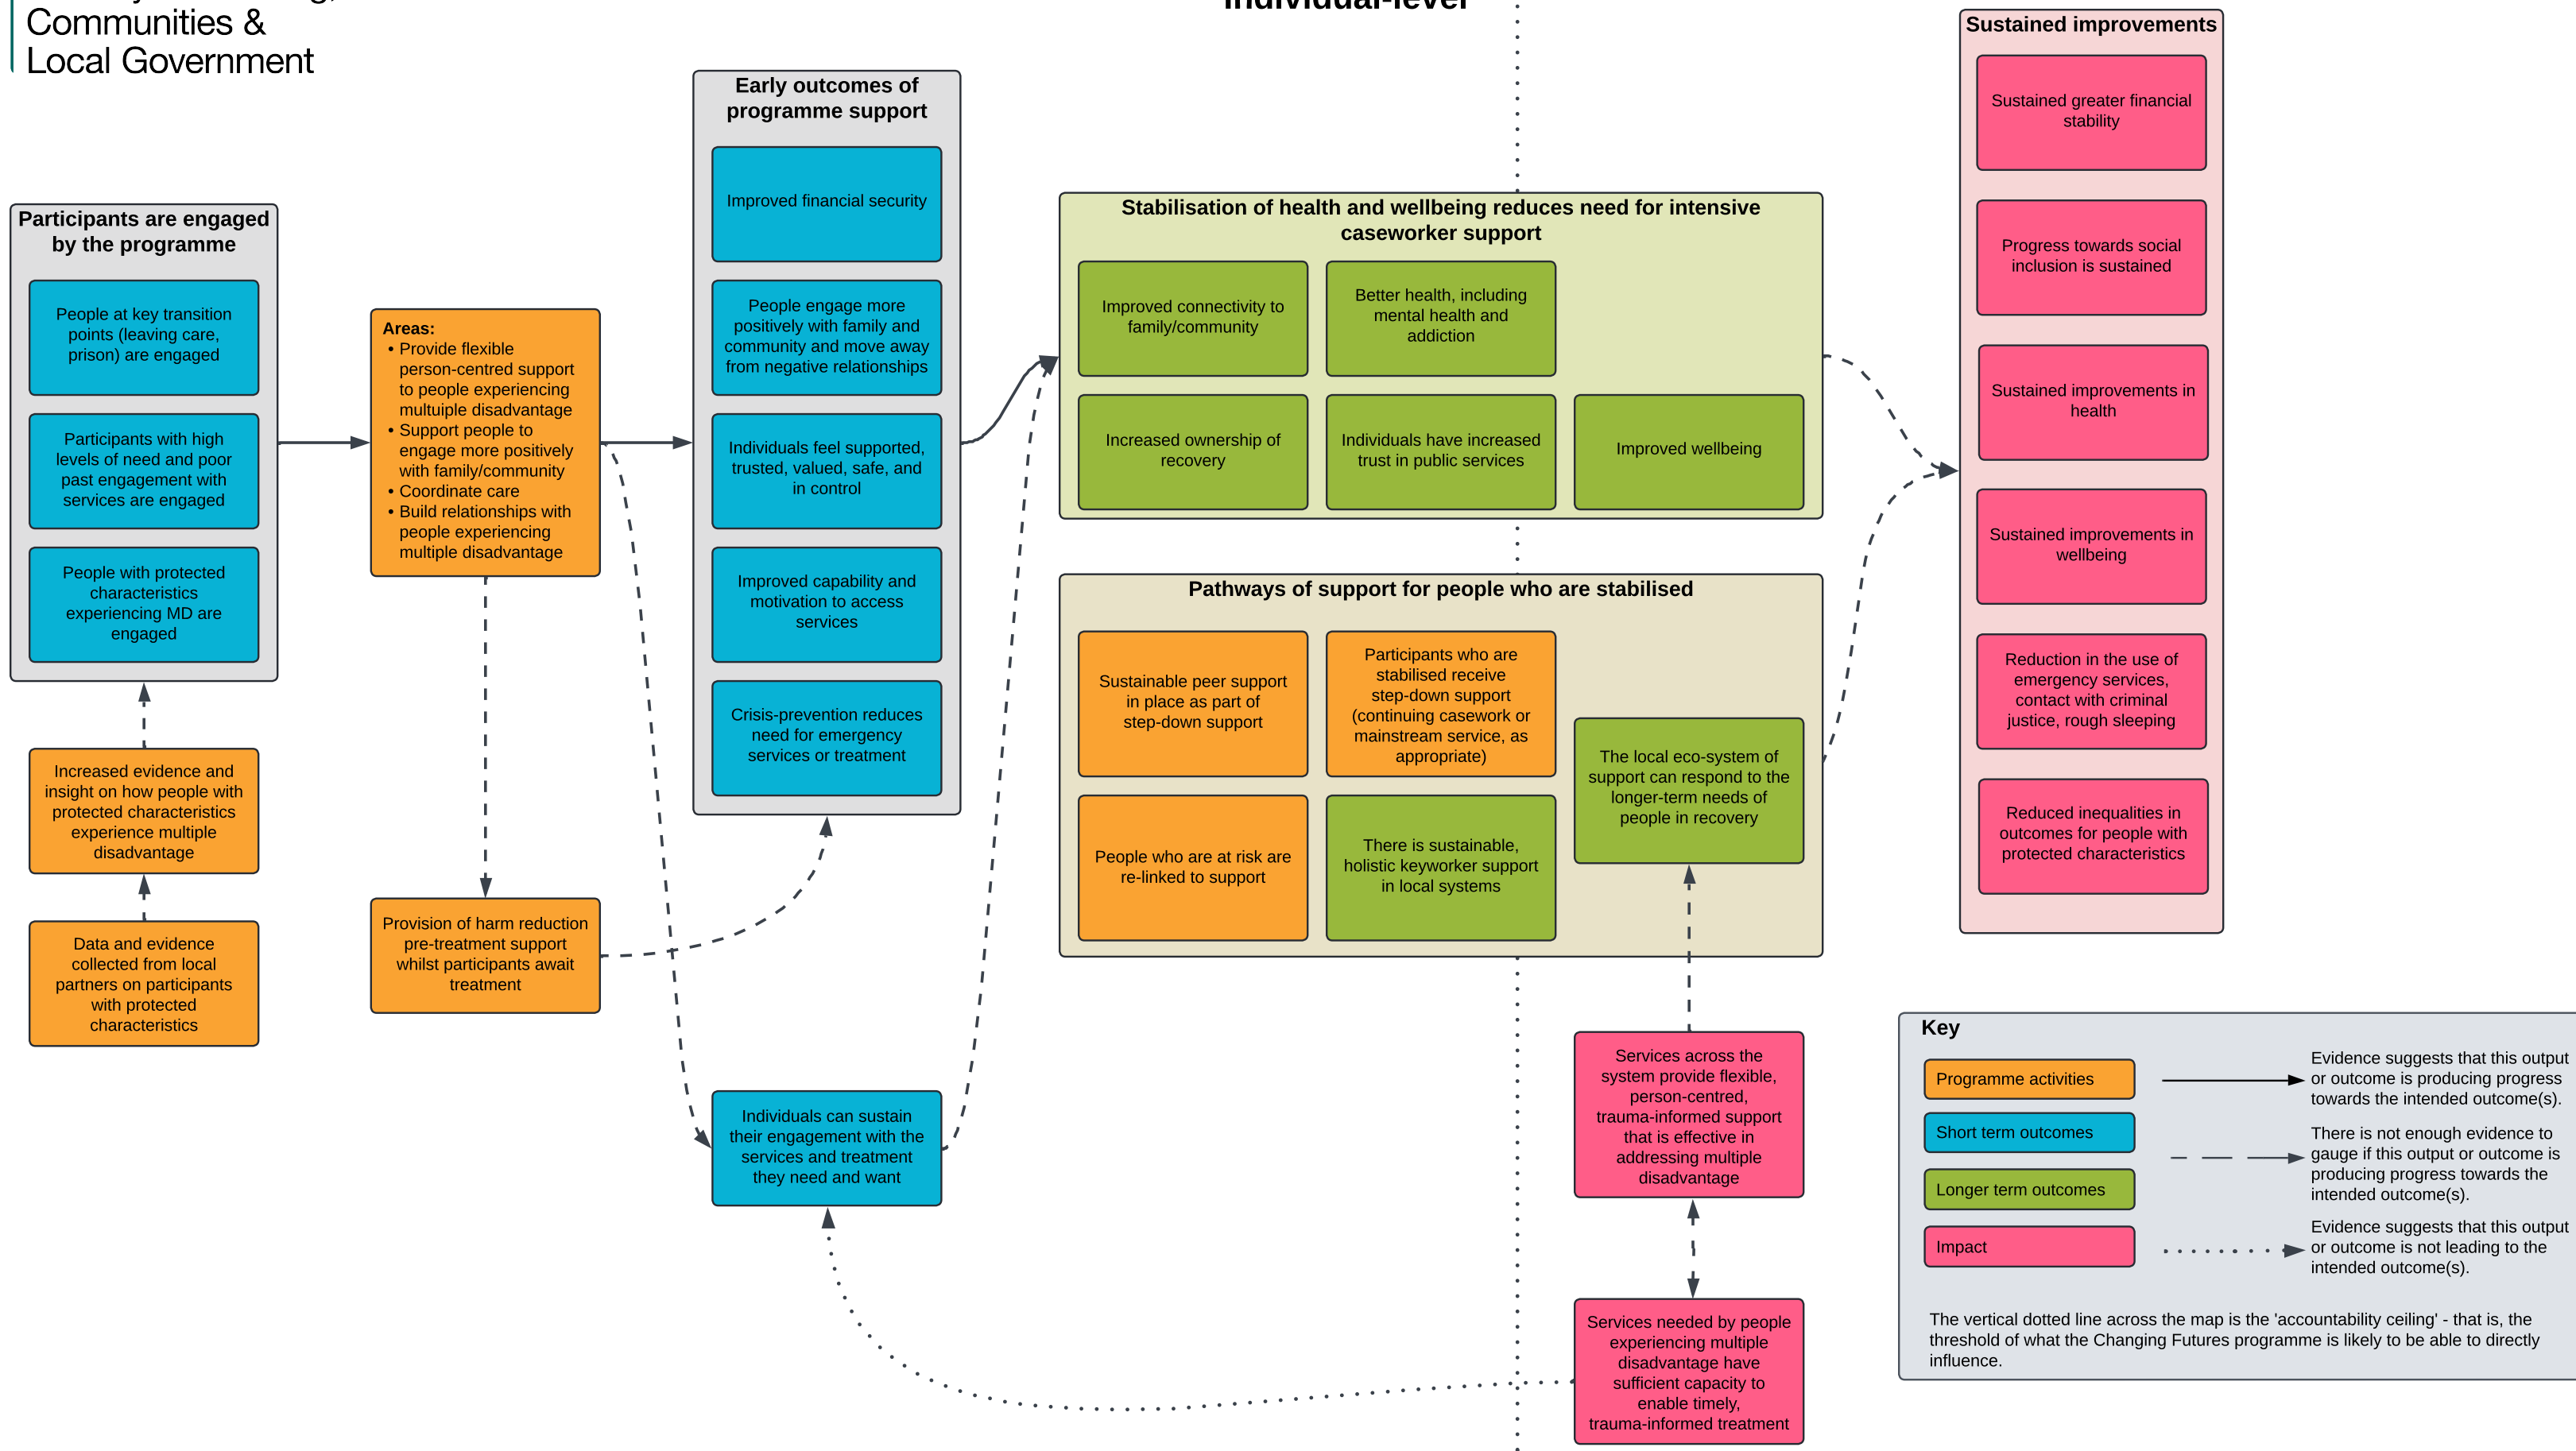 Communities &
Local Government
Individual-level
Participants are engaged
by the programme
People at key transition
points (leaving care,
prison) are engaged
Participants with high
levels of need and poor
past engagement with
services are engaged
People with protected
characteristics
experiencing MD are
engaged
Increased evidence and
insight on how people with
protected characteristics
experience multiple
disadvantage
Data and evidence
collected from local
partners on participants
with protected
characteristics
Areas:
• Provide flexible
person-centred support
to people experiencing
multuiple disadvantage
• Support people to
engage more positively
with family/community
• Coordinate care
• Build relationships with
people experiencing
multiple disadvantage
Provision of harm reduction
pre-treatment support
whilst participants await
treatment
Early outcomes of
programme support
Improved financial security
People engage more
positively with family and
community and move away
from negative relationships
Individuals feel supported,
trusted, valued, safe, and
in control
Improved capability and
motivation to access
services
Crisis-prevention reduces
need for emergency
services or treatment
Individuals can sustain
their engagement with the
services and treatment
they need and want
Stabilisation of health and wellbeing reduces need for intensive
caseworker support
Improved connectivity to
family/community
Better health, including
mental health and
addiction
Increased ownership of
recovery
Individuals have increased
trust in public services
Improved wellbeing
Pathways of support for people who are stabilised
Sustainable peer support
in place as part of
step-down support
Participants who are
stabilised receive
step-down support
(continuing casework or
mainstream service, as
appropriate)
People who are at risk are
re-linked to support
There is sustainable,
holistic keyworker support
in local systems
The local eco-system of
support can respond to the
longer-term needs of
people in recovery
Services across the
system provide flexible,
person-centred,
trauma-informed support
that is effective in
addressing multiple
disadvantage
Services needed by people
experiencing multiple
disadvantage have
sufficient capacity to
enable timely,
trauma-informed treatment
Sustained improvements
Sustained greater financial
stability
Progress towards social
inclusion is sustained
Sustained improvements in
health
Sustained improvements in
wellbeing
Reduction in the use of
emergency services,
contact with criminal
justice, rough sleeping
Reduced inequalities in
outcomes for people with
protected characteristics
Key
Programme activities
Short term outcomes
Longer term outcomes
Impact
Evidence suggests that this output
or outcome is producing progress
towards the intended outcome(s).
There is not enough evidence to
gauge if this output or outcome is
producing progress towards the
intended outcome(s).
Evidence suggests that this output
or outcome is not leading to the
intended outcome(s).
The vertical dotted line across the map is the 'accountability ceiling' - that is, the
threshold of what the Changing Futures programme is likely to be able to directly
influence.